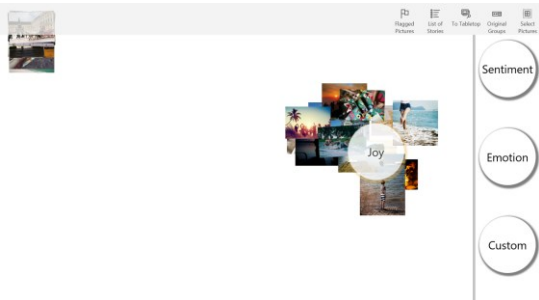 Flagged
Pictures
List of
Stories
To Tabletop
Original
Groups
Select
Pictures
Sentiment
Joy
Emotion
Custom